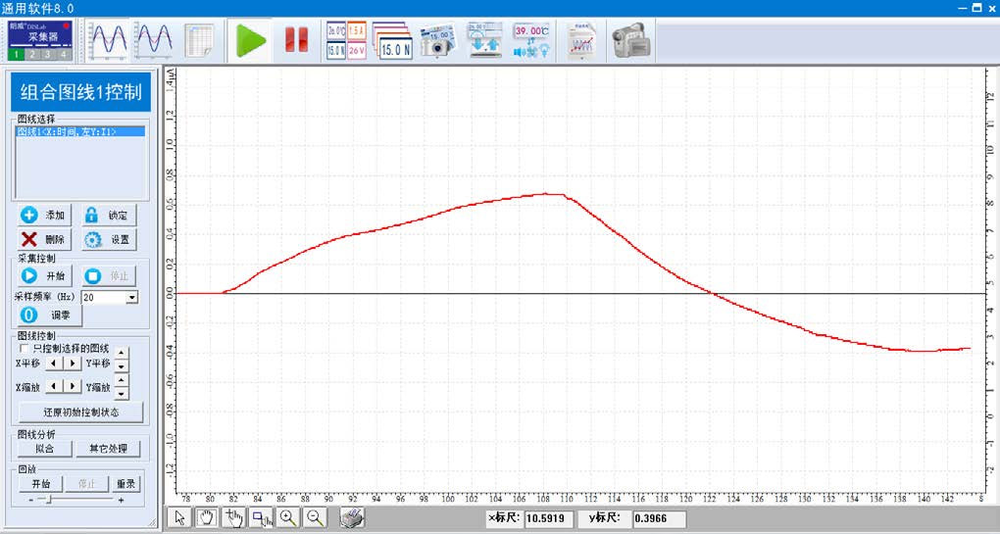 通用软件8.0
朗威®DISLab
采集器
1 2 3 4
26.0℃ 1.5A
15.0N 26V
15.0 N
39.00℃
组合图线1控制
图线选择
图线1<X:时间,左Y:I1>
添加 锁定
删除 设置
采集控制
开始 停止
采样频率 (Hz) 20
0 调零
图线控制
只控制选择的图线
X平移 Y平移
X缩放 Y缩放
还原初始控制状态
图线分析
拟合 其它处理
回放
开始 停止 重录
- +
1.4
1.2
1.0
0.8
0.6
0.4
0.2
0.0
-0.2
-0.4
-0.6
-0.8
-1.0
-1.2
12
11
10
9
8
7
6
5
4
3
2
1
0
-1
-2
78 80 82 84 86 88 90 92 94 96 98 100 102 104 106 108 110 112 114 116 118 120 122 124 126 128 130 132 134 136 138 140 142 S
x标尺: 10.5919 y标尺: 0.3966